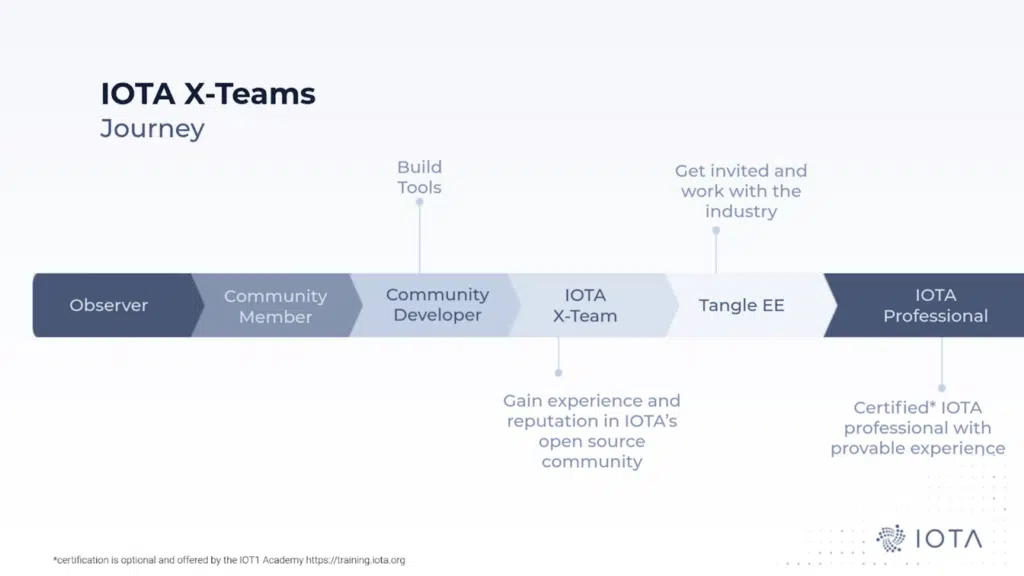 IOTA X-Teams
Journey
Build
Tools
Get invited and
work with the
industry
Observer
Community
Member
Community
Developer
IOTA
X-Team
Tangle EE
IOTA
Professional
Gain experience and
reputation in IOTA's
open source
community
Certified* IOTA
professional with
provable experience
*certification is optional and offered by the IOT1 Academy https://training.iota.org
IOTA